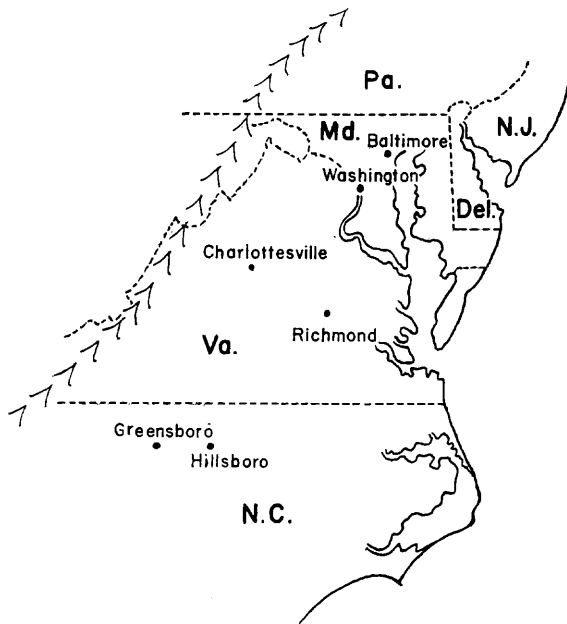 Pa.
Md.
N.J.
Baltimore
Washington
Del.
Charlottesville
Richmond
Va.
Greensboro
Hillsboro
N.C.